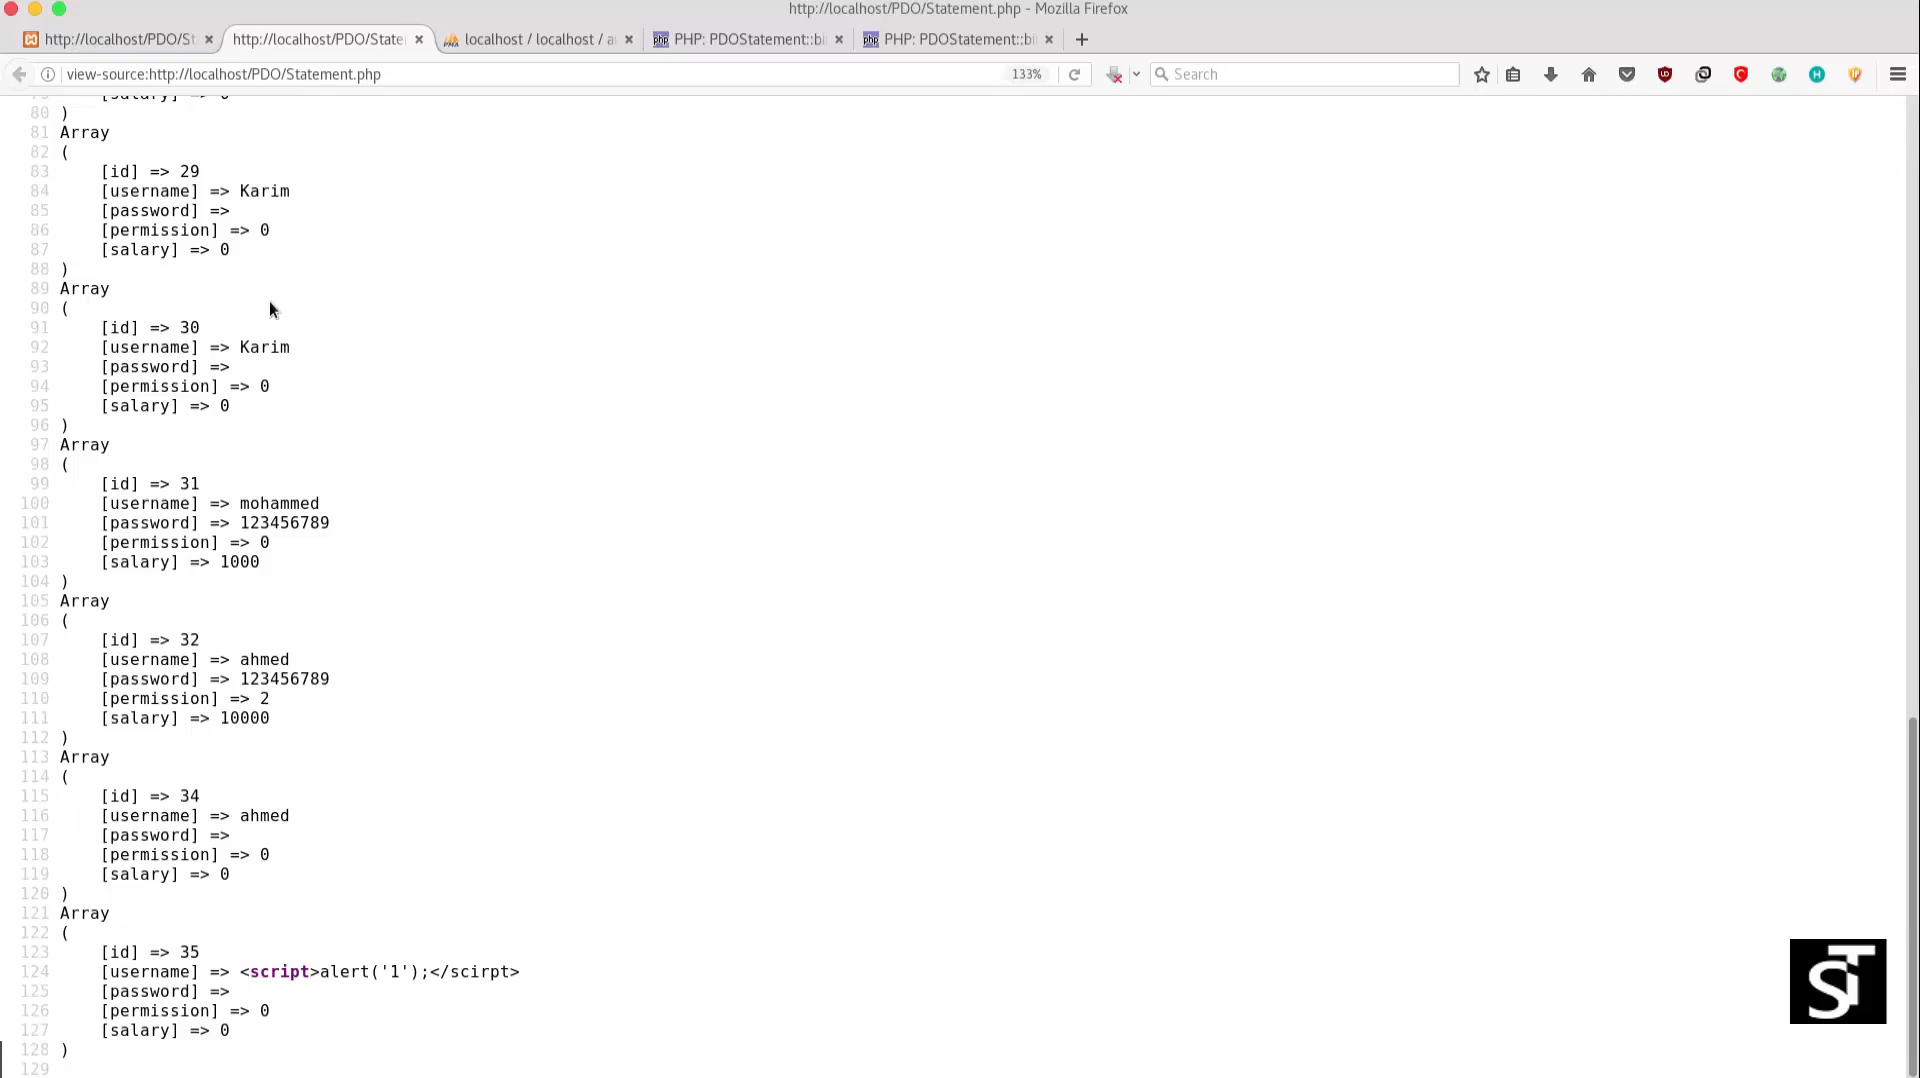 http://localhost/PDO/Statement.php - Mozilla Firefox
http://localhost/PDO/St
http://localhost/PDO/State
localhost / localhost / a
PHP: PDOStatement::bi
PHP: PDOStatement::bi
view-source:http://localhost/PDO/Statement.php
133%
Search
[salary] => 0
80 )
81 Array
82 (
83 [id] => 29
84 [username] => Karim
85 [password] =>
86 [permission] => 0
87 [salary] => 0
88 )
89 Array
90 (
91 [id] => 30
92 [username] => Karim
93 [password] =>
94 [permission] => 0
95 [salary] => 0
96 )
97 Array
98 (
99 [id] => 31
100 [username] => mohammed
101 [password] => 123456789
102 [permission] => 0
103 [salary] => 1000
104 )
105 Array
106 (
107 [id] => 32
108 [username] => ahmed
109 [password] => 123456789
110 [permission] => 2
111 [salary] => 10000
112 )
113 Array
114 (
115 [id] => 34
116 [username] => ahmed
117 [password] =>
118 [permission] => 0
119 [salary] => 0
120 )
121 Array
122 (
123 [id] => 35
124 [username] => <script>alert('1');</scirpt>
125 [password] =>
126 [permission] => 0
127 [salary] => 0
128 )
129
ST